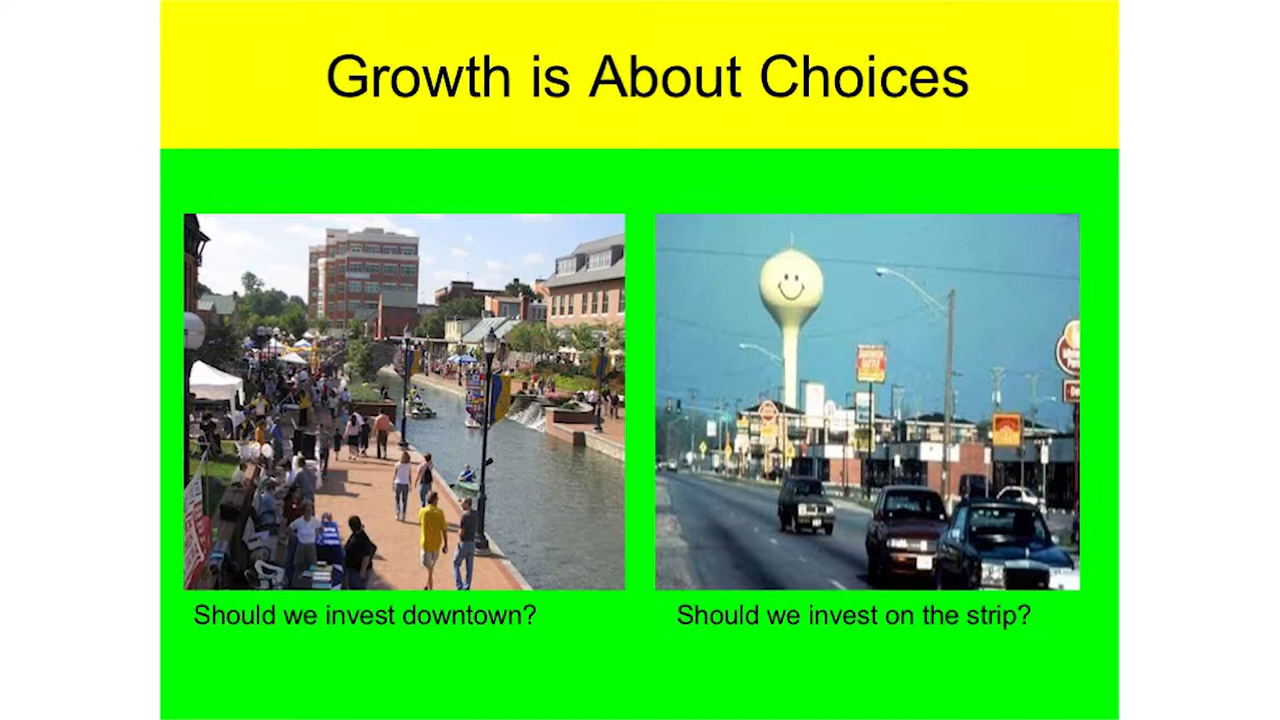 Growth is About Choices
Should we invest downtown?
Should we invest on the strip?